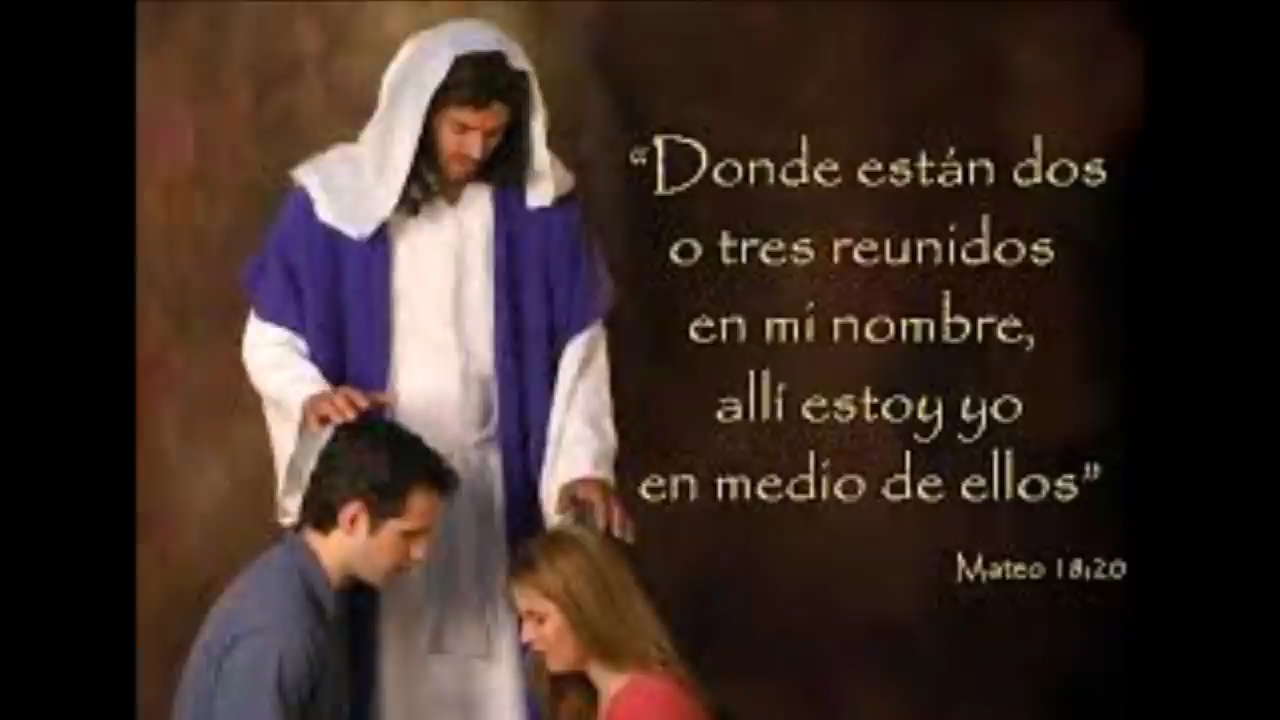 “Donde están dos
o tres reunidos
en mi nombre,
allí estoy yo
en medio de ellos”
Mateo 18:20